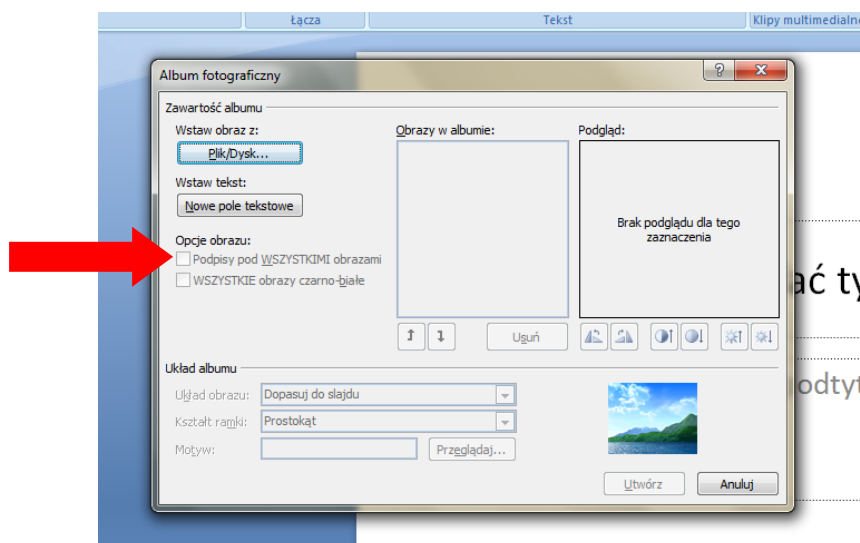 Łącza
Tekst
Klipy multimedialne
Album fotograficzny
Zawartość albumu
Wstaw obraz z:
Plik/Dysk...
Wstaw tekst:
Nowe pole tekstowe
Opcje obrazu:
Podpisy pod WSZYSTKIMI obrazami
WSZYSTKIE obrazy czarno-białe
Obrazy w albumie:
Usuń
Podgląd:
Brak podglądu dla tego
zaznaczenia
Układ albumu
Układ obrazu:
Dopasuj do slajdu
Kształt ramki:
Prostokąt
Motyw:
Przeglądaj...
Utwórz
Anuluj
ać ty
odtyt